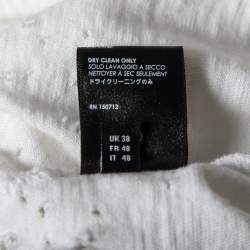 DRY CLEAN ONLY
SOLO LAVAGGIO A SECCO
NETTOYER À SEC SEULEMENT
ドライクリーニングのみ
RN 150712
UK 38
FR 48
IT 48